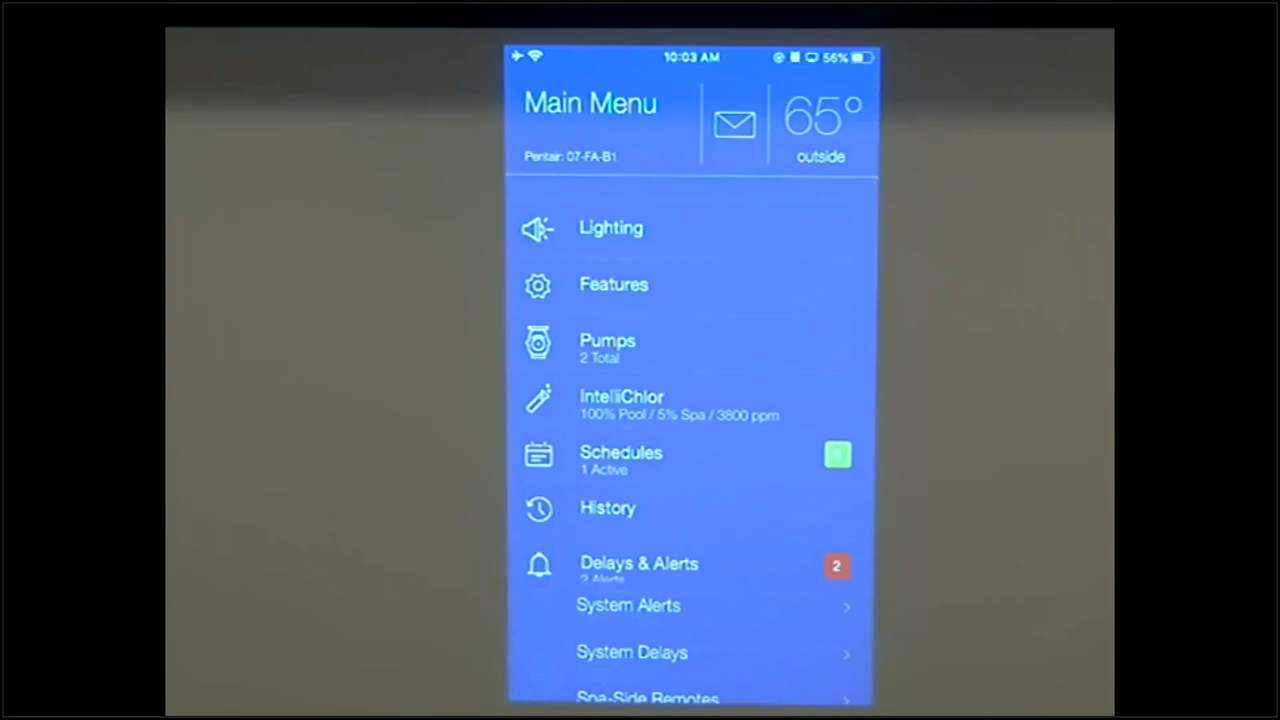 10:03 AM
56%
Main Menu
65°
Pentair: 07-FA-B1
outside
Lighting
Features
Pumps
2 Total
IntelliChlor
100% Pool / 5% Spa / 3800 ppm
Schedules
1 Active
History
Delays & Alerts
2
2 Alerts
System Alerts
System Delays
Spa-Side Remotes